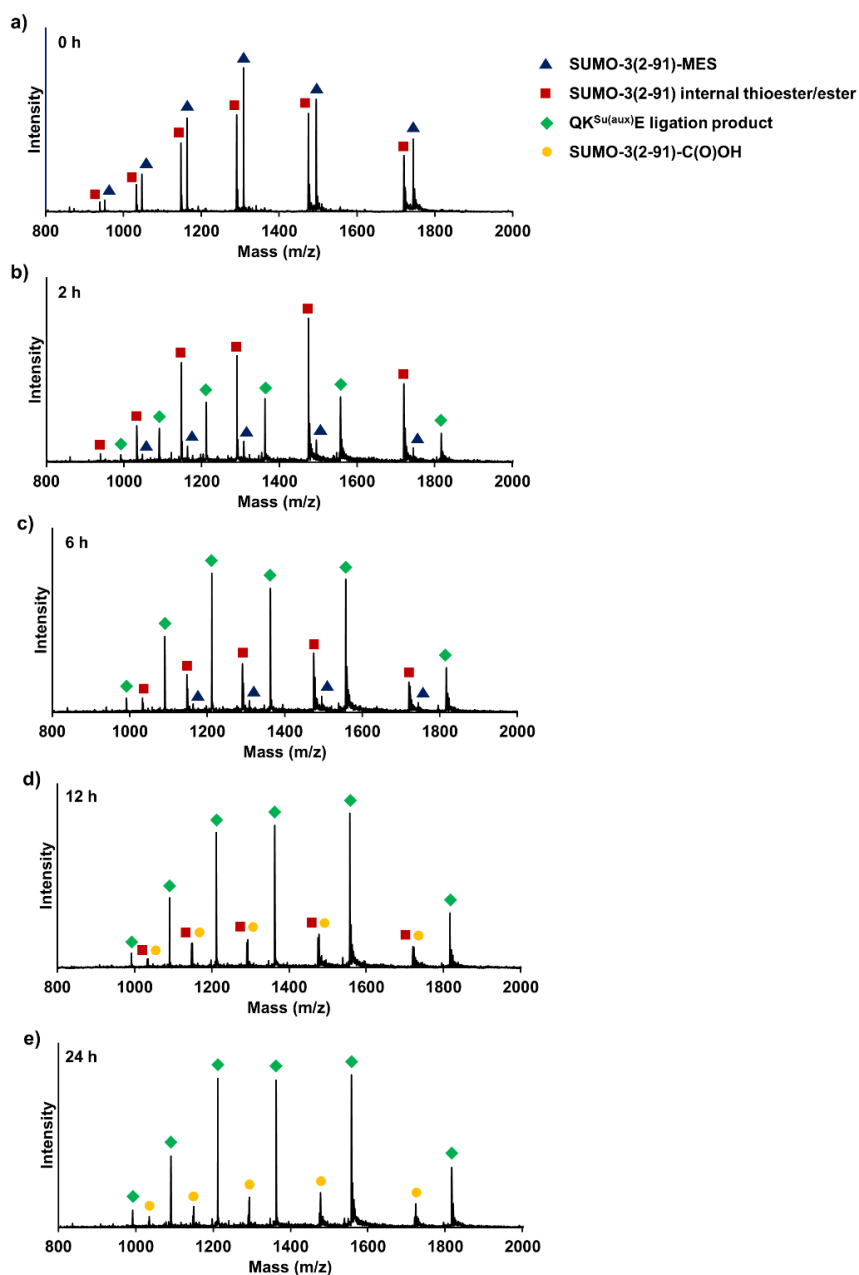 a)
0 h
Intensity
800 1000 1200 1400 1600 1800 2000
Mass (m/z)
SUMO-3(2-91)-MES
SUMO-3(2-91) internal thioester/ester
QK^Su(aux)E ligation product
SUMO-3(2-91)-C(O)OH
b)
2 h
Intensity
800 1000 1200 1400 1600 1800 2000
Mass (m/z)
c)
6 h
Intensity
800 1000 1200 1400 1600 1800 2000
Mass (m/z)
d)
12 h
Intensity
800 1000 1200 1400 1600 1800 2000
Mass (m/z)
e)
24 h
Intensity
800 1000 1200 1400 1600 1800 2000
Mass (m/z)